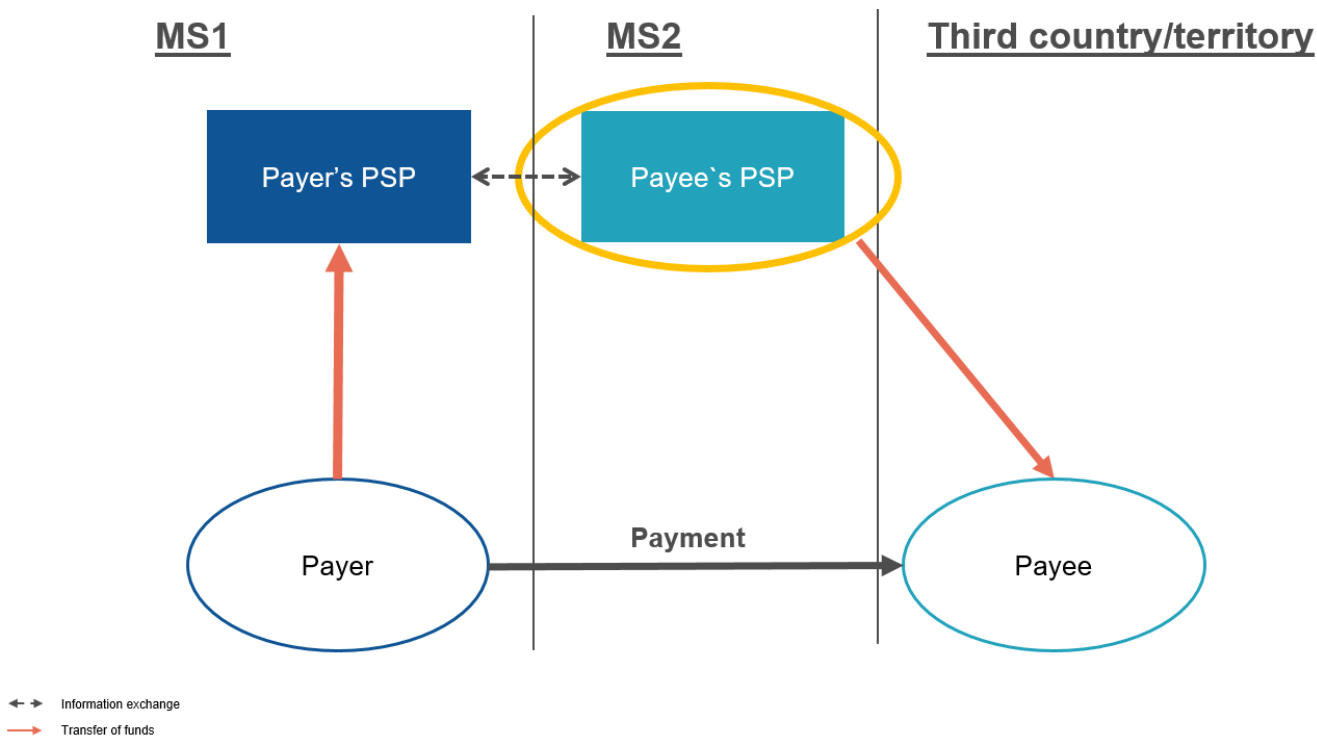 MS1
MS2
Third country/territory
Payer’s PSP
Payee`s PSP
Payment
Payer
Payee
Information exchange
Transfer of funds